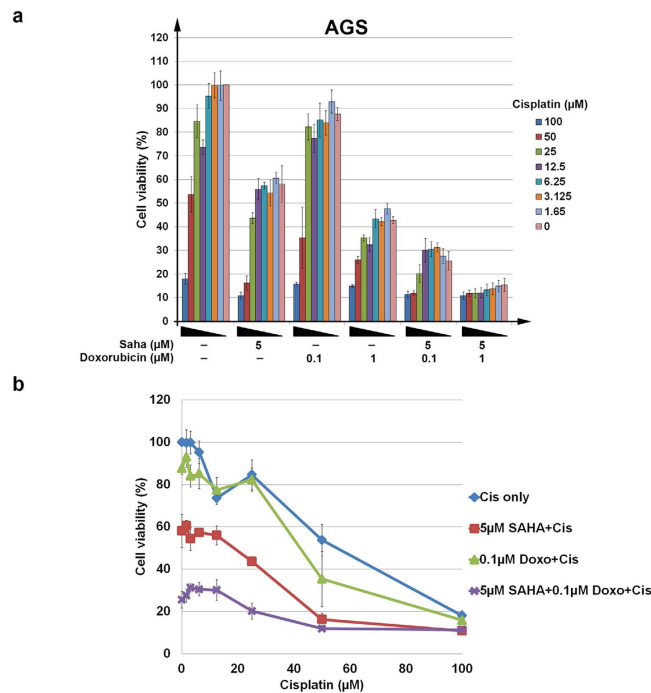 a
AGS
120
110
100
90
80
70
60
50
40
30
20
10
0
Cell viability (%)
Cisplatin (µM)
100
50
25
12.5
6.25
3.125
1.65
0
Saha (µM) – 5 – – 5 5
Doxorubicin (µM) – – 0.1 1 0.1 1
b
120
100
80
60
40
20
0
Cell viability (%)
0 20 40 60 80 100
Cisplatin (µM)
Cis only
5µM SAHA+Cis
0.1µM Doxo+Cis
5µM SAHA+0.1µM Doxo+Cis